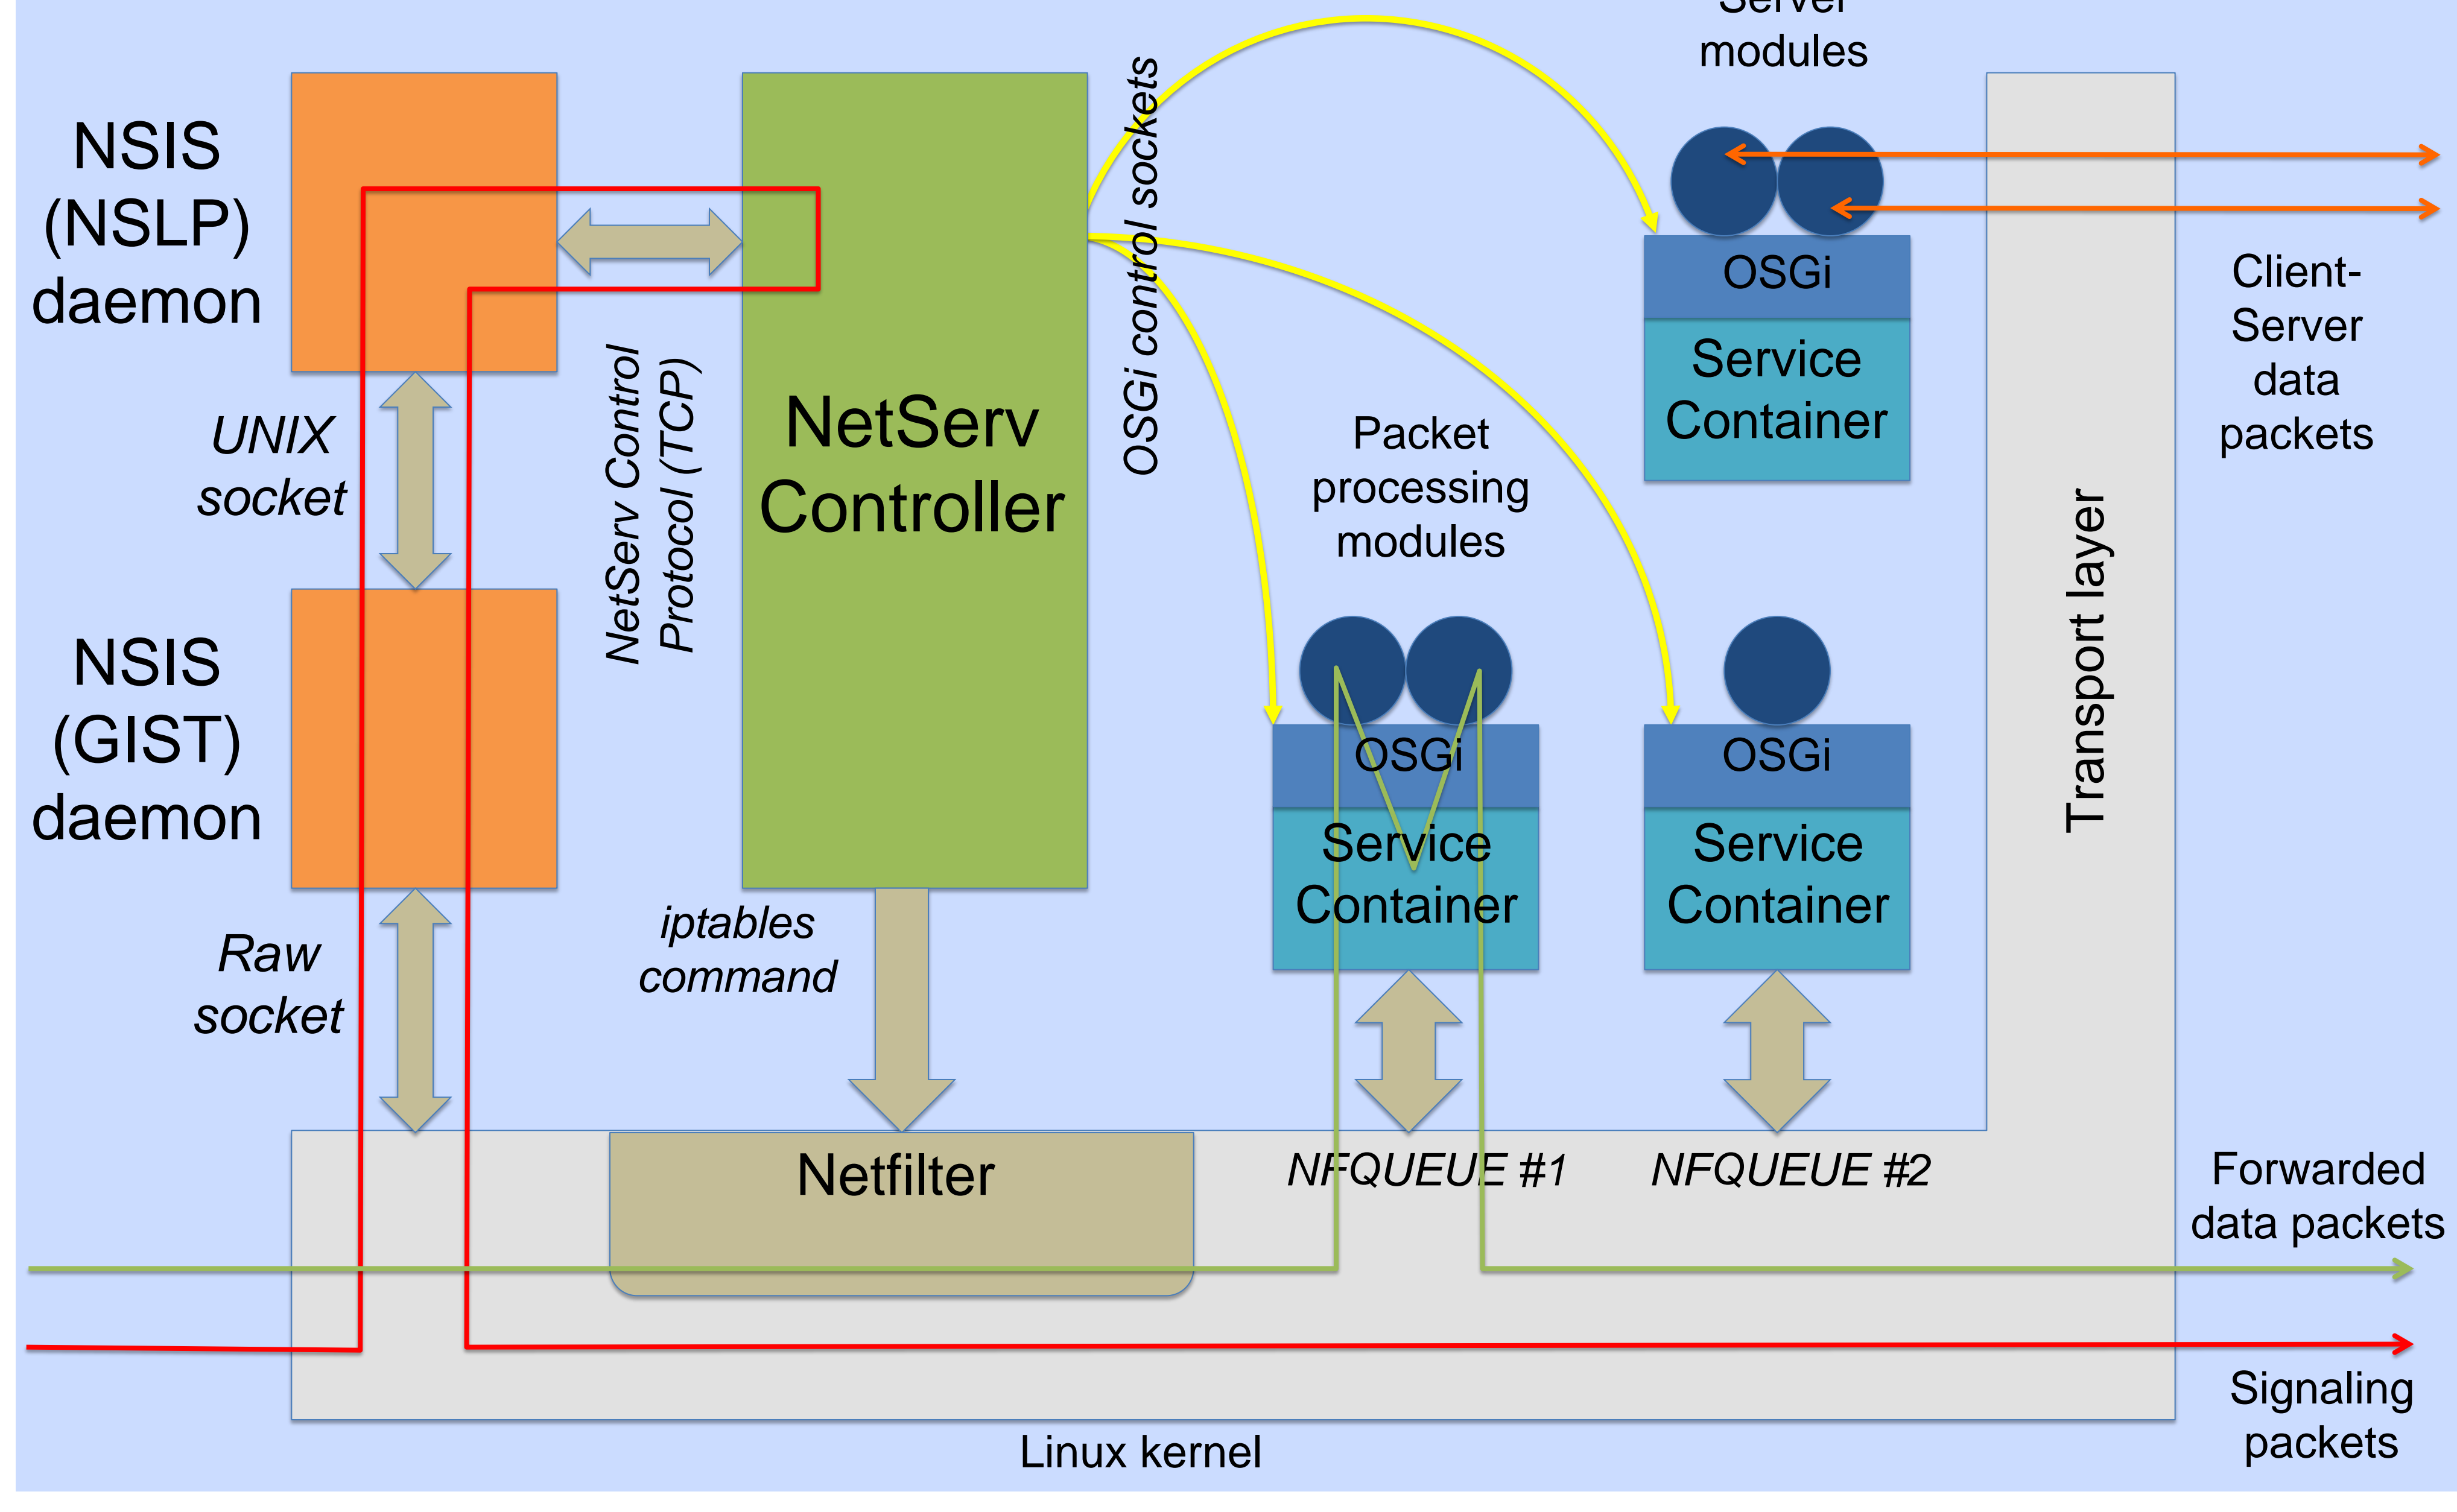 Server
modules
NSIS
(NSLP)
daemon
OSGi control sockets
OSGi
Service
Container
Client-
Server
data
packets
UNIX
socket
NetServ Control
Protocol (TCP)
NetServ
Controller
Packet
processing
modules
Transport layer
NSIS
(GIST)
daemon
OSGi
Service
Container
OSGi
Service
Container
Raw
socket
iptables
command
Netfilter
NFQUEUE #1
NFQUEUE #2
Forwarded
data packets
Signaling
packets
Linux kernel